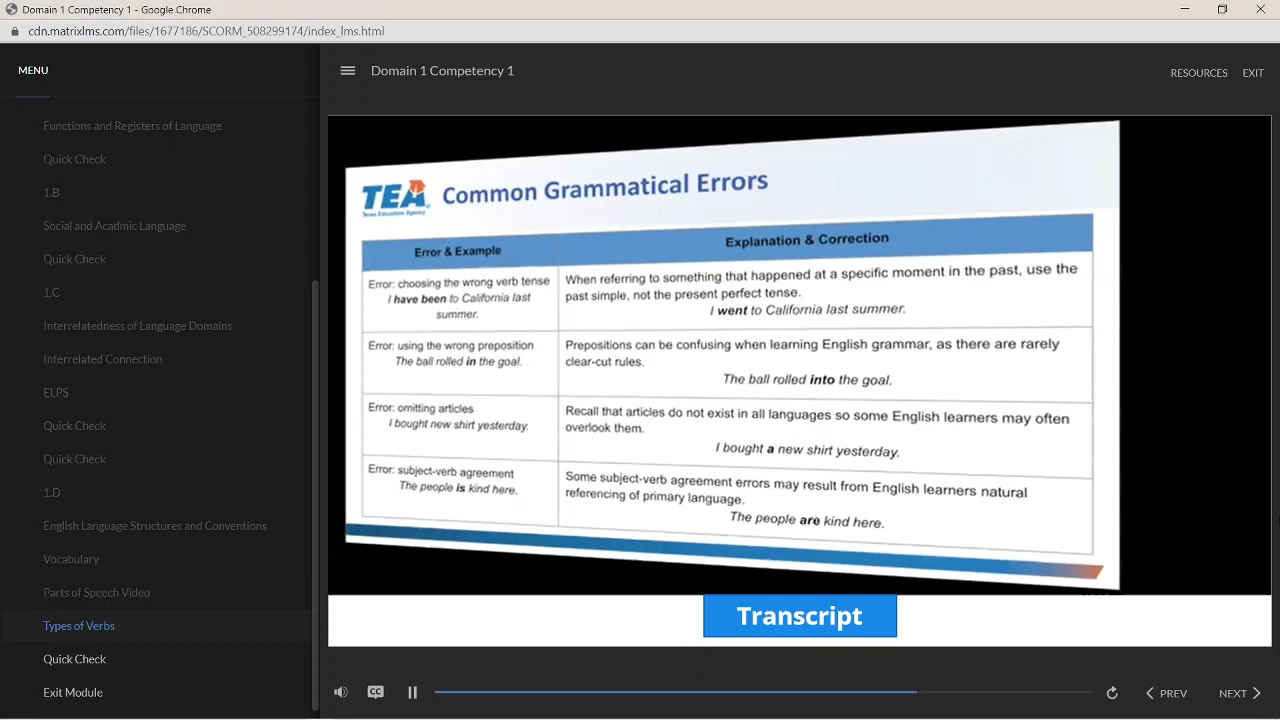 Domain 1 Competency 1 - Google Chrome
cdn.matrixlms.com/files/1677186/SCORM_508299174/index_lms.html
MENU
Functions and Registers of Language
Quick Check
1.B
Social and Acadmic Language
Quick Check
1.C
Interrelatedness of Language Domains
Interrelated Connection
ELPS
Quick Check
Quick Check
1.D
English Language Structures and Conventions
Vocabulary
Parts of Speech Video
Types of Verbs
Quick Check
Exit Module
Domain 1 Competency 1
RESOURCES
EXIT
TEA
Texas Education Agency
Common Grammatical Errors
Error & Example
Explanation & Correction
Error: choosing the wrong verb tense
I have been to California last
summer.
When referring to something that happened at a specific moment in the past, use the
past simple, not the present perfect tense.
I went to California last summer.
Error: using the wrong preposition
The ball rolled in the goal.
Prepositions can be confusing when learning English grammar, as there are rarely
clear-cut rules.
The ball rolled into the goal.
Error: omitting articles
I bought new shirt yesterday.
Recall that articles do not exist in all languages so some English learners may often
overlook them.
I bought a new shirt yesterday.
Error: subject-verb agreement
The people is kind here.
Some subject-verb agreement errors may result from English learners natural
referencing of primary language.
The people are kind here.
Transcript
CC
PREV
NEXT